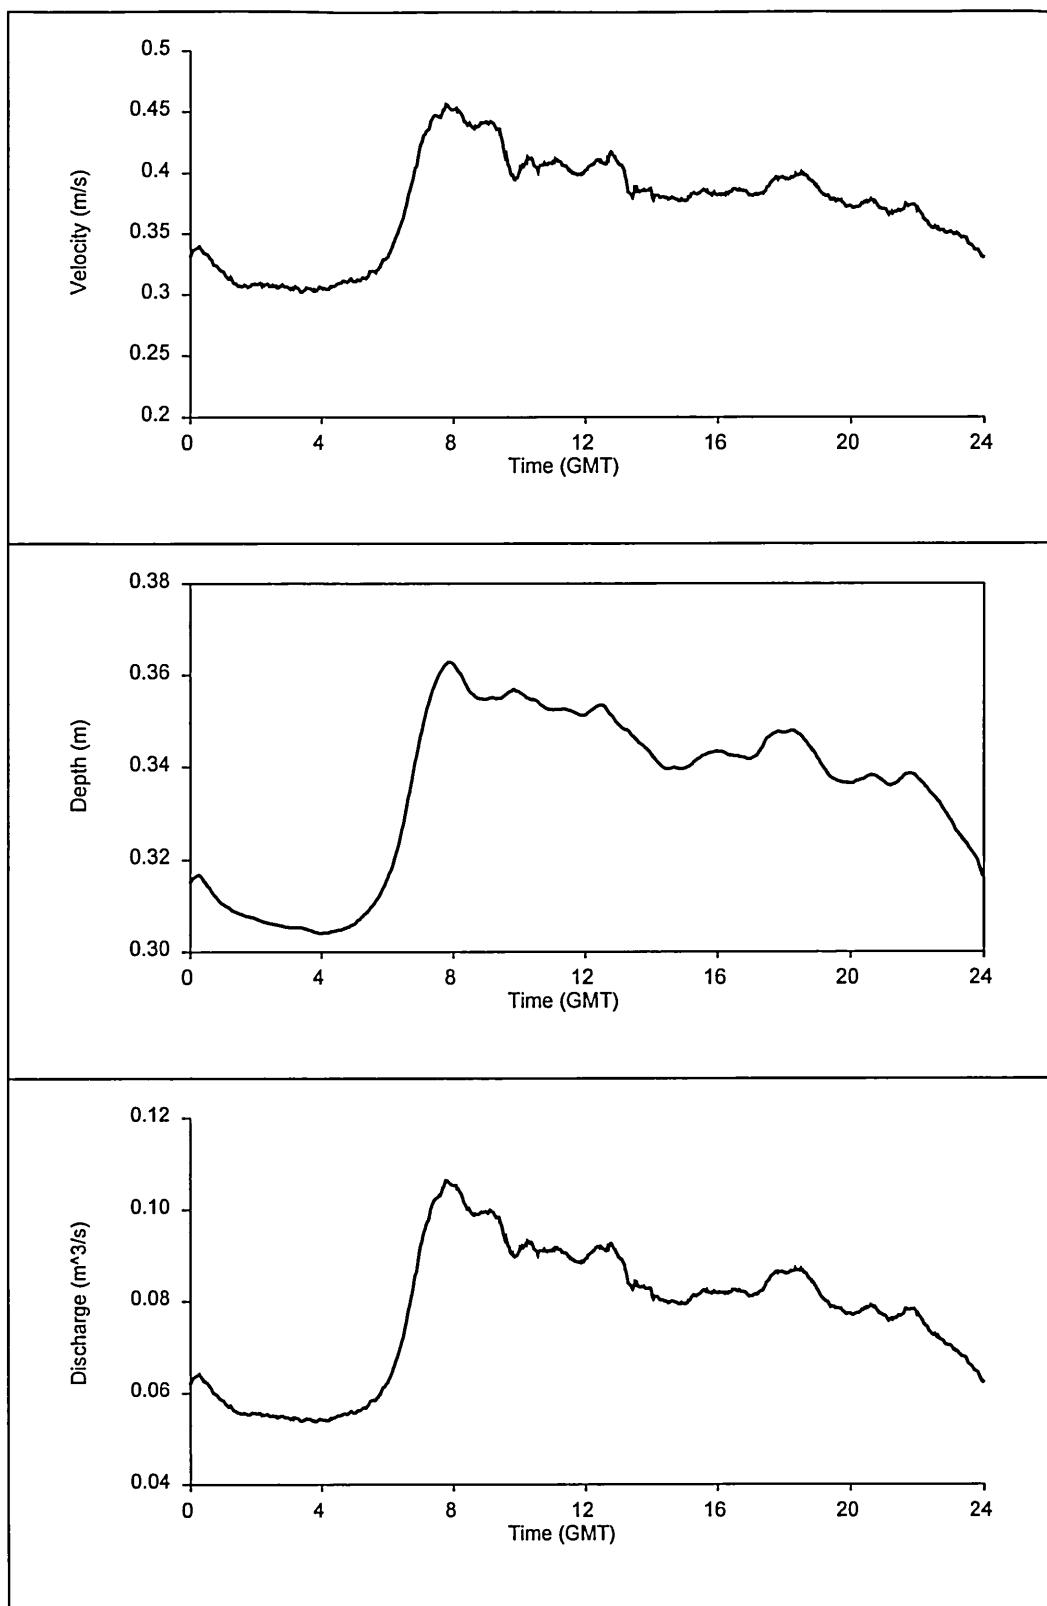 0.5
0.45
0.4
0.35
0.3
0.25
0.2
Velocity (m/s)
0 4 8 12 16 20 24
Time (GMT)
0.38
0.36
0.34
0.32
0.30
Depth (m)
0 4 8 12 16 20 24
Time (GMT)
0.12
0.10
0.08
0.06
0.04
Discharge (m^3/s)
0 4 8 12 16 20 24
Time (GMT)